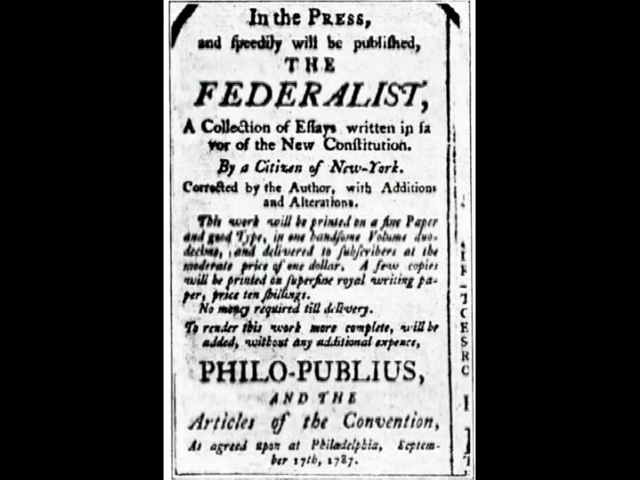 In the PRESS,
and ſpeedily will be publiſhed,
THE
FEDERALIST,
A Collection of Eſſays written in fa
vor of the New Conſtitution.
By a Citizen of New-York.
Corrected by the Author, with Additions
and Alterations.
This work will be printed on a fine Paper
and good Type, in one handſome Volume duo-
decimo, and delivered to ſubſcribers at the
moderate price of one dollar. A few copies
will be printed on ſuperfine royal writing pa-
per, price ten ſhillings.
No money required till delivery.
To render this work more complete, will be
added, without any additional expence,
PHILO-PUBLIUS,
AND THE
Articles of the Convention,
As agreed upon at Philadelphia, Septem-
ber 17th, 1787.